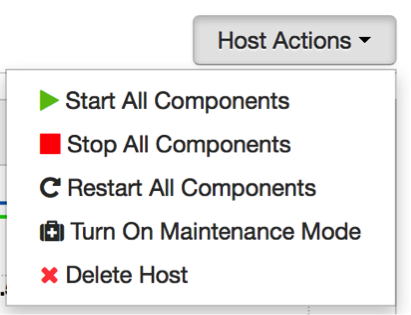 Host Actions
Start All Components
Stop All Components
Restart All Components
Turn On Maintenance Mode
Delete Host